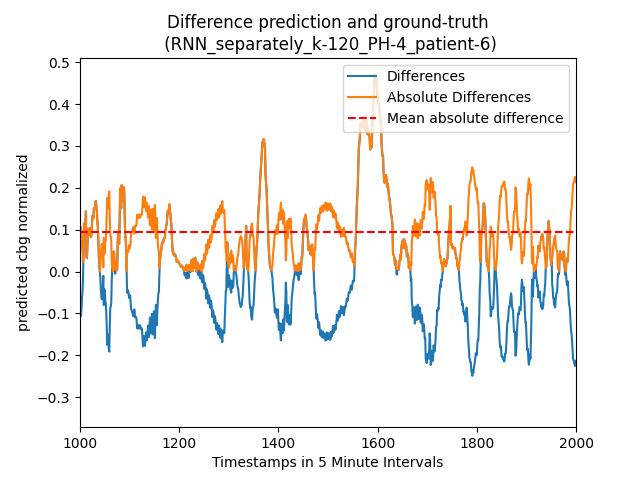 Difference prediction and ground-truth
(RNN_separately_k-120_PH-4_patient-6)
Differences
Absolute Differences
Mean absolute difference
predicted cbg normalized
0.5
0.4
0.3
0.2
0.1
0.0
−0.1
−0.2
−0.3
1000
1200
1400
1600
1800
2000
Timestamps in 5 Minute Intervals